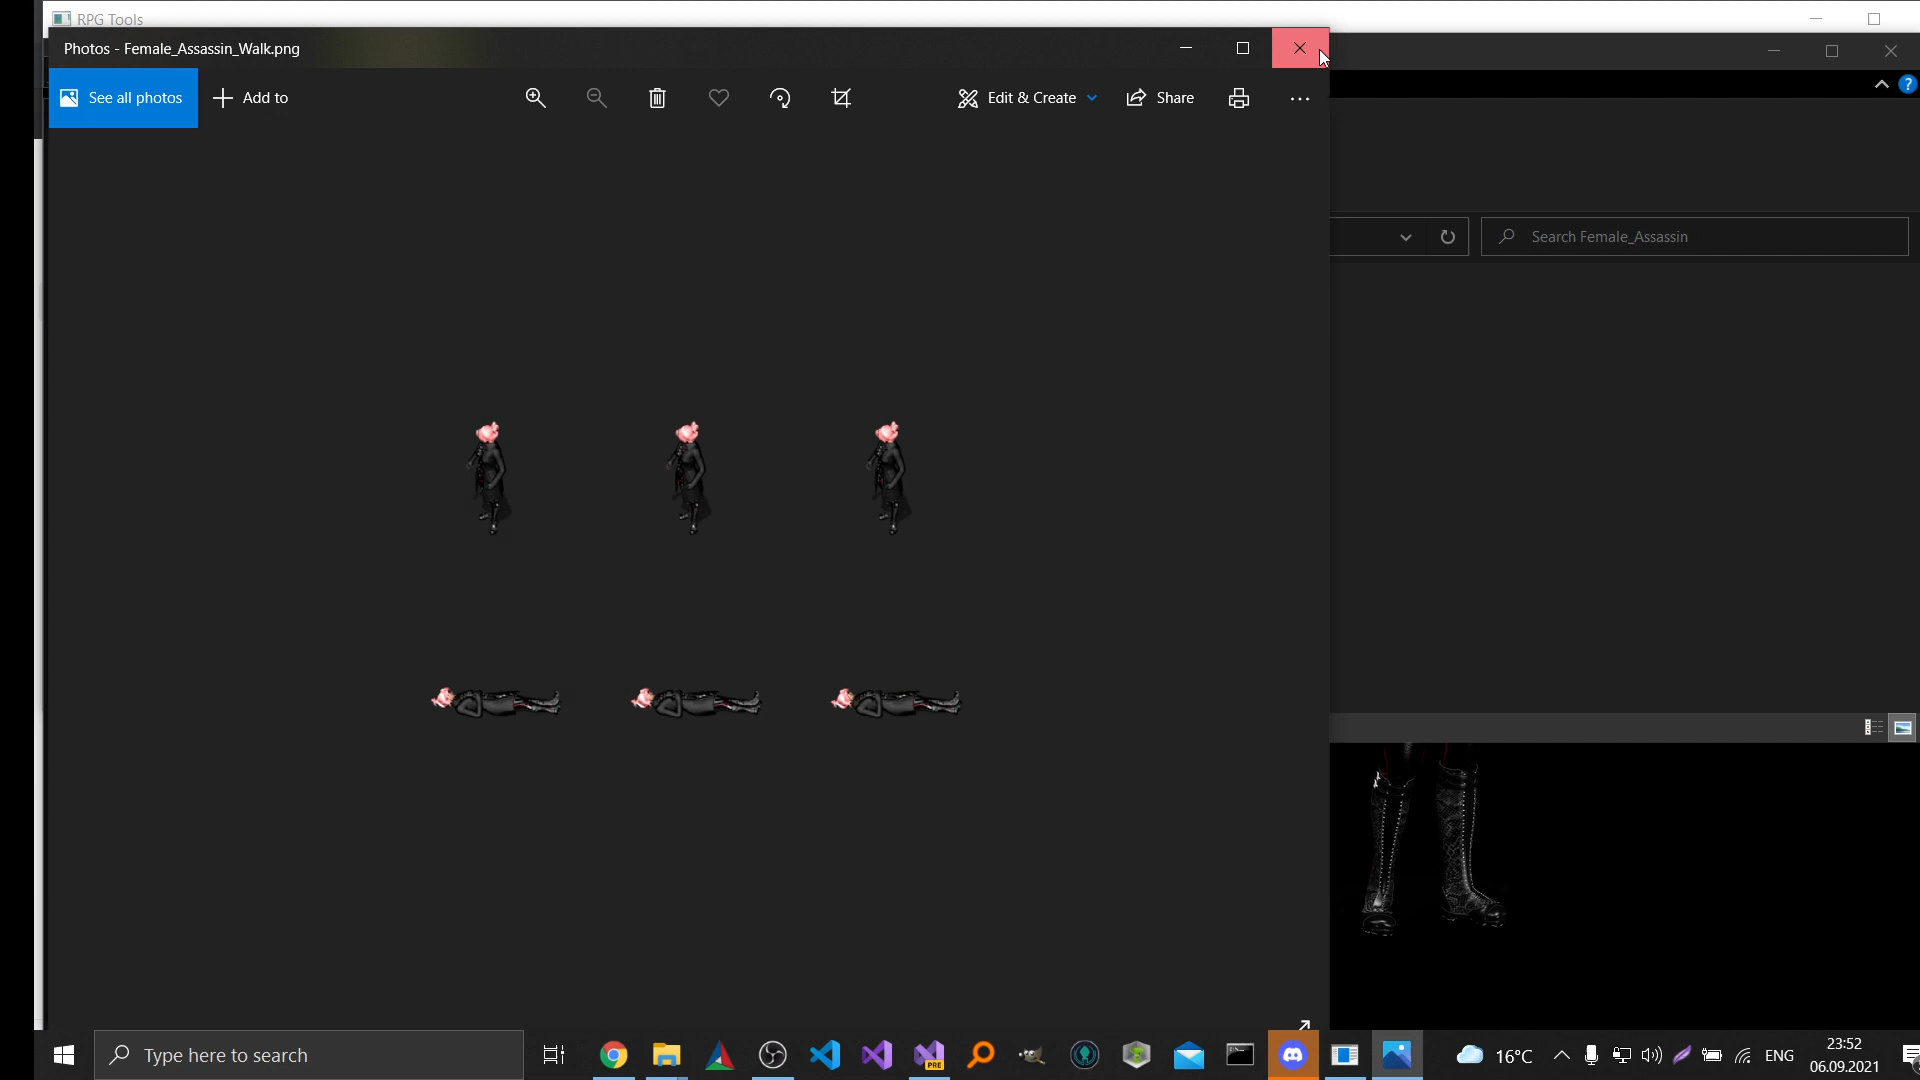 RPG Tools
Photos - Female_Assassin_Walk.png
See all photos
Add to
Edit & Create
Share
?
Search Female_Assassin
Type here to search
PRE
16°C
ENG
23:52
06.09.2021